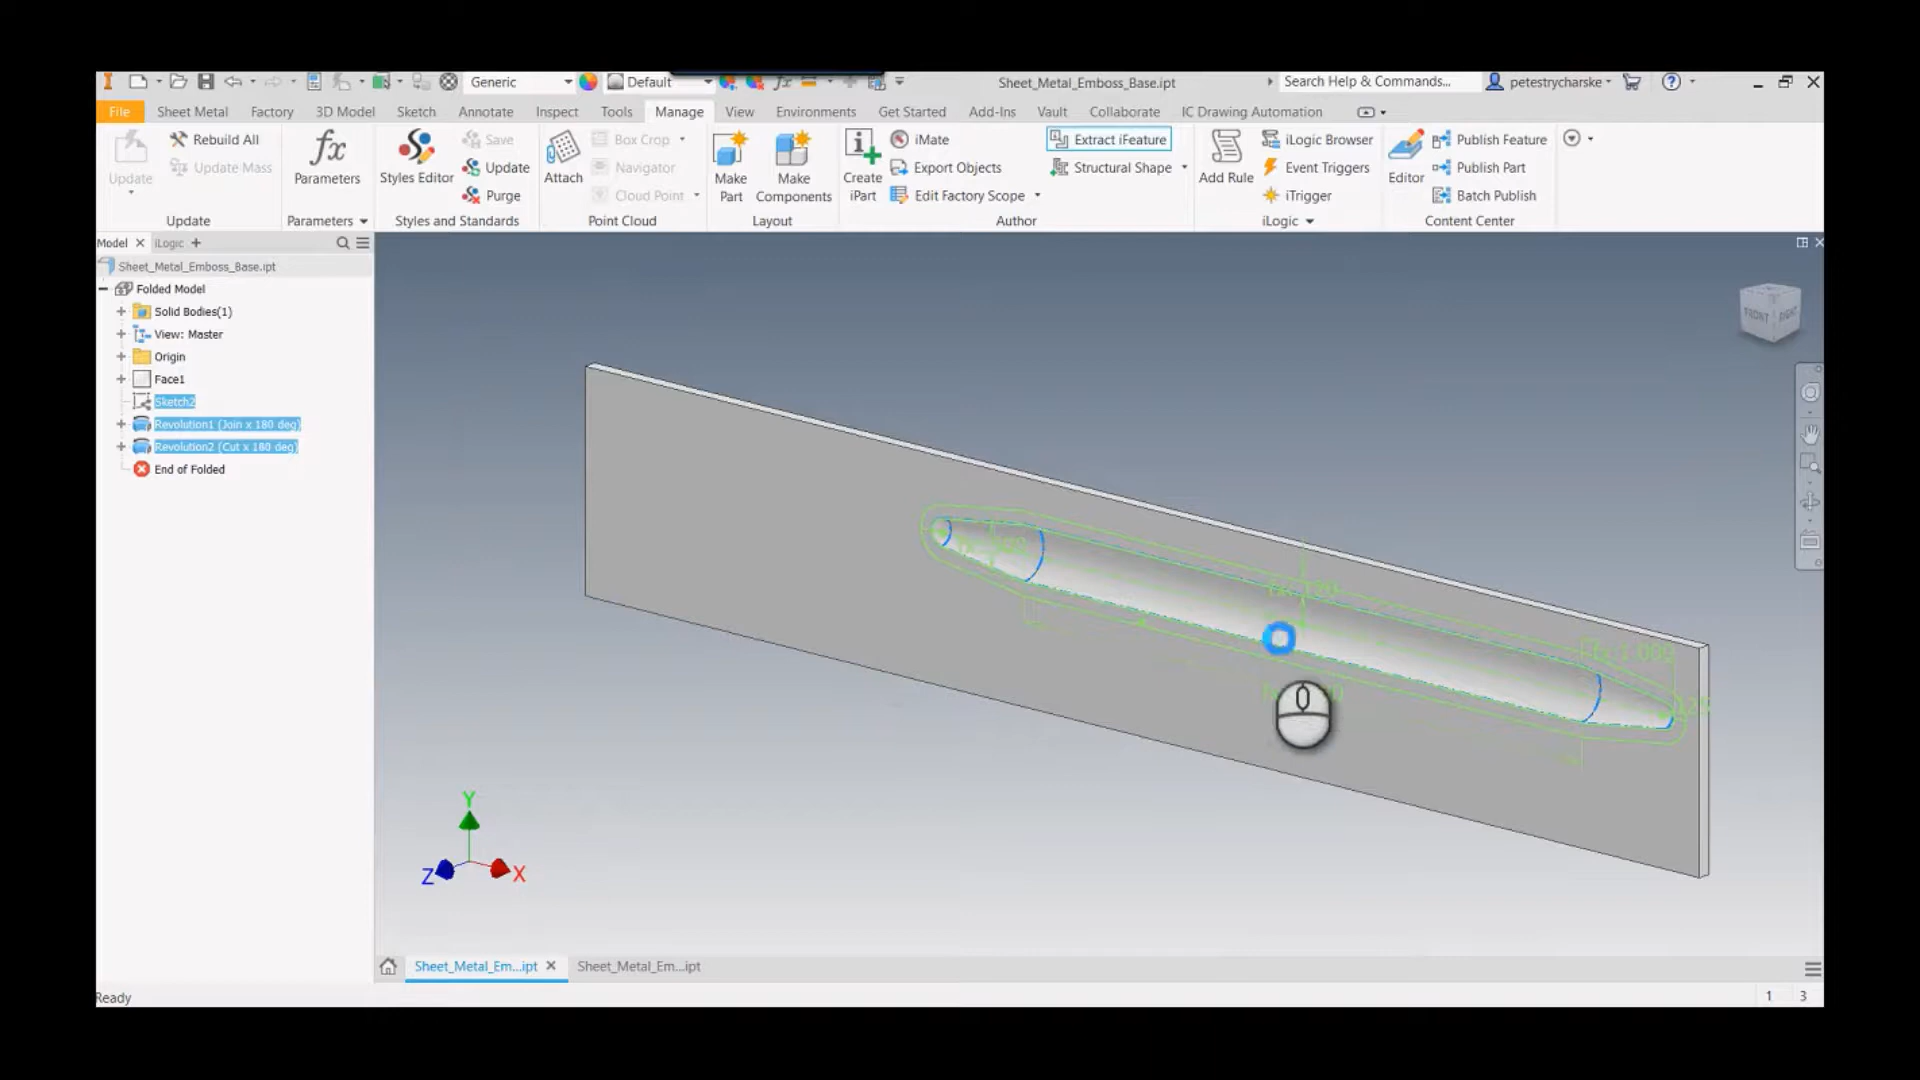 Generic
Default
Sheet_Metal_Emboss_Base.ipt
Search Help & Commands...
petestrycharske
File
Sheet Metal
Factory
3D Model
Sketch
Annotate
Inspect
Tools
Manage
View
Environments
Get Started
Add-Ins
Vault
Collaborate
IC Drawing Automation
Update
Rebuild All
Update Mass
Update
fx
Parameters
Parameters
Styles Editor
Save
Update
Purge
Styles and Standards
Attach
Box Crop
Navigator
Cloud Point
Point Cloud
Make Part
Make Components
Layout
Create iPart
iMate
Export Objects
Edit Factory Scope
Extract iFeature
Structural Shape
Author
Add Rule
iLogic Browser
Event Triggers
iTrigger
iLogic
Editor
Publish Feature
Publish Part
Batch Publish
Content Center
Model
iLogic
Sheet_Metal_Emboss_Base.ipt
Folded Model
Solid Bodies(1)
View: Master
Origin
Face1
Sketch2
Revolution1 (Join x 180 deg)
Revolution2 (Cut x 180 deg)
End of Folded
FRONT
RIGHT
Y
Z
X
Sheet_Metal_Em...ipt
Sheet_Metal_Em...ipt
Ready
1
3